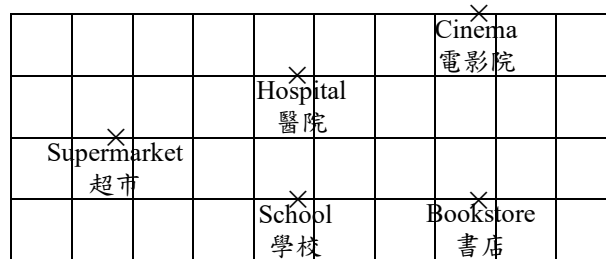 Cinema
電影院
Hospital
醫院
Supermarket
超市
School
學校
Bookstore
書店